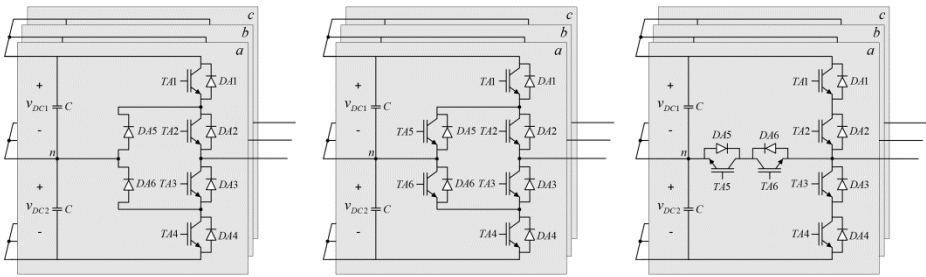 c
b
a
+
TA1
DA1
vDC1
C
-
DA5
TA2
DA2
n
+
DA6
TA3
DA3
vDC2
C
-
TA4
DA4
c
b
a
+
TA1
DA1
vDC1
C
-
TA5
DA5
TA2
DA2
n
+
TA6
DA6
TA3
DA3
vDC2
C
-
TA4
DA4
c
b
a
+
TA1
DA1
vDC1
C
-
DA5
DA6
TA2
DA2
n
+
TA5
TA6
TA3
DA3
vDC2
C
-
TA4
DA4